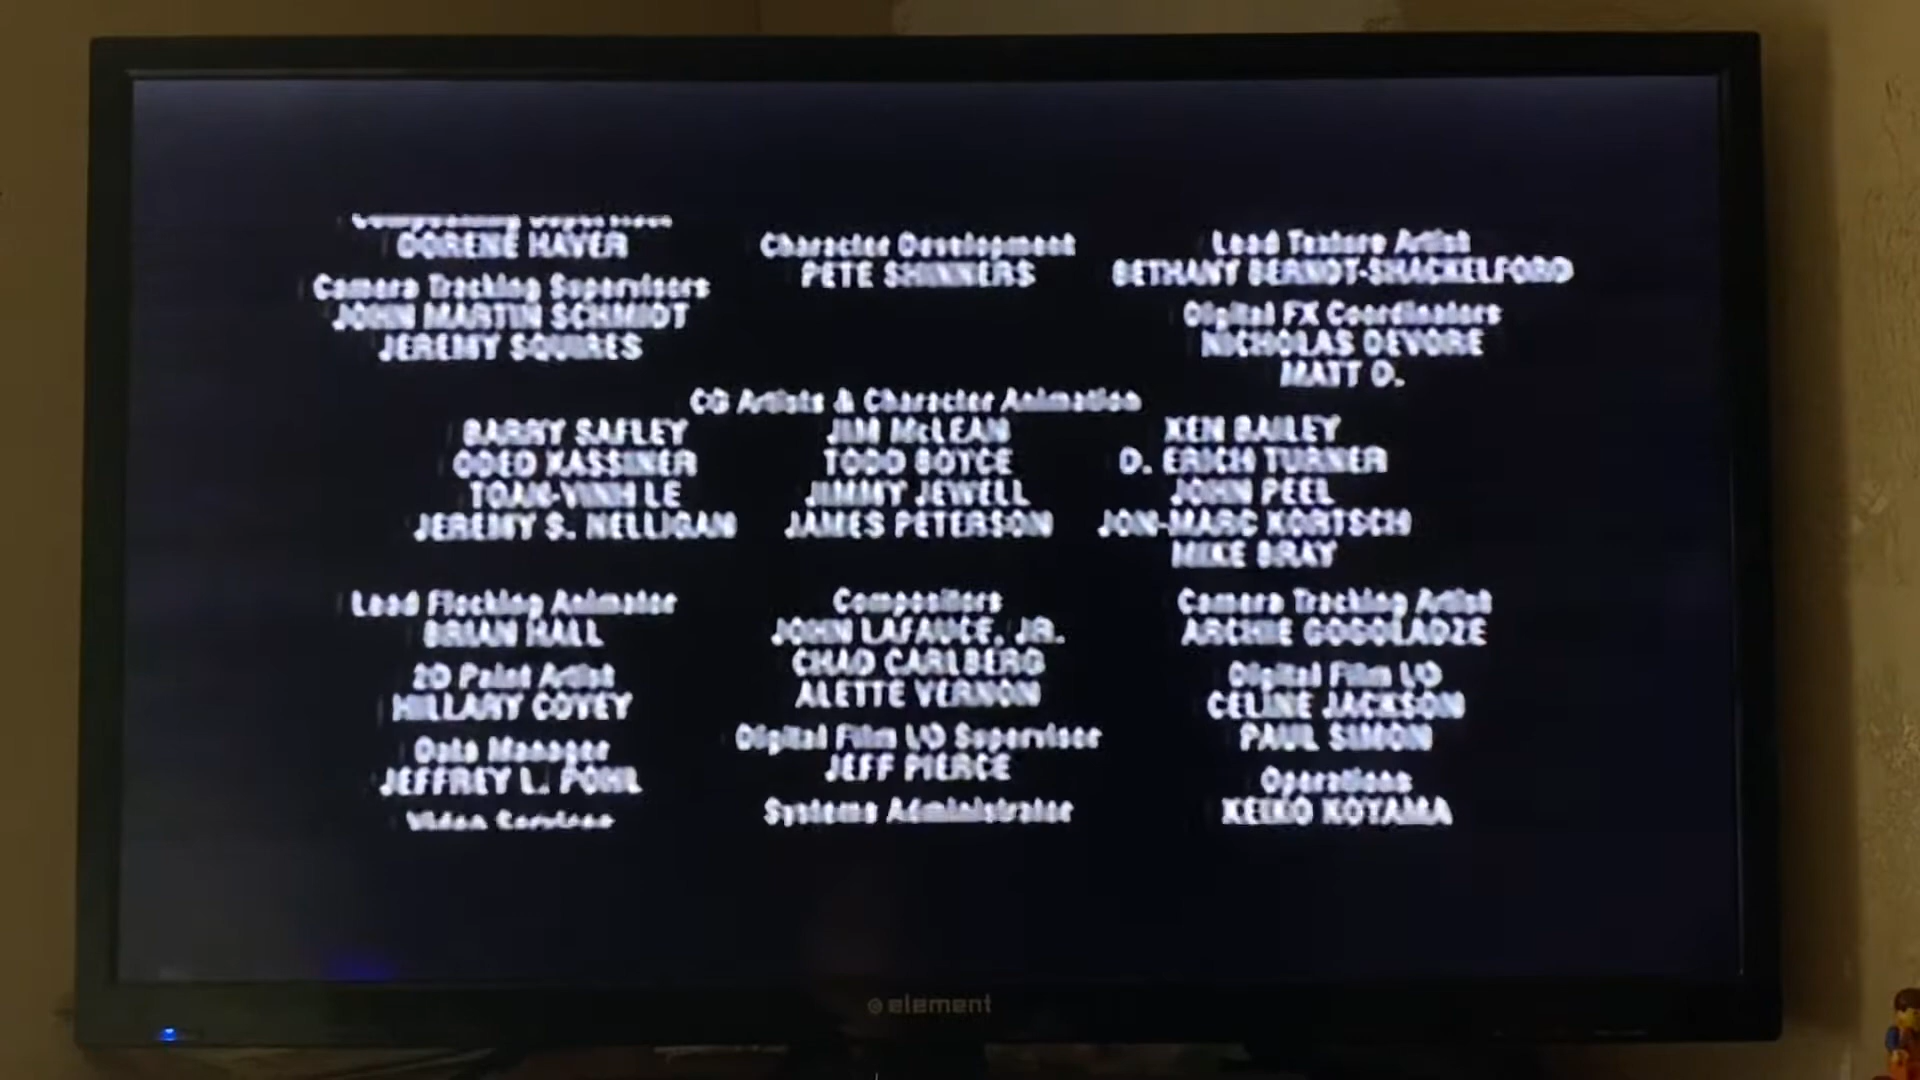 Compositing Supervisor
DORENE HAVER
Camera Tracking Supervisors
JOHN MARTIN SCHMIDT
JEREMY SQUIRES
Character Development
PETE SHINNERS
Lead Texture Artist
BETHANY BERNDT-SHACKELFORD
Digital FX Coordinators
NICHOLAS DEVORE
MATT D.
CG Artists & Character Animation
BARRY SAFLEY
ODED KASSINER
TOAN-VINH LE
JEREMY S. NELLIGAN
JIM McLEAN
TODD BOYCE
JIMMY JEWELL
JAMES PETERSON
KEN BAILEY
D. ERICH TURNER
JOHN PEEL
JON-MARC KORTSCH
MIKE BRAY
Lead Flocking Animator
BRIAN HALL
2D Paint Artist
HILLARY COVEY
Data Manager
JEFFREY L. POHL
Video Services
Compositors
JOHN LAFAUCE, JR.
CHAD CARLBERG
ALETTE VERNON
Digital Film I/O Supervisor
JEFF PIERCE
Systems Administrator
Camera Tracking Artist
ARCHIE GOGOLADZE
Digital Film I/O
CELINE JACKSON
PAUL SIMON
Operations
KEIKO KOYAMA
element